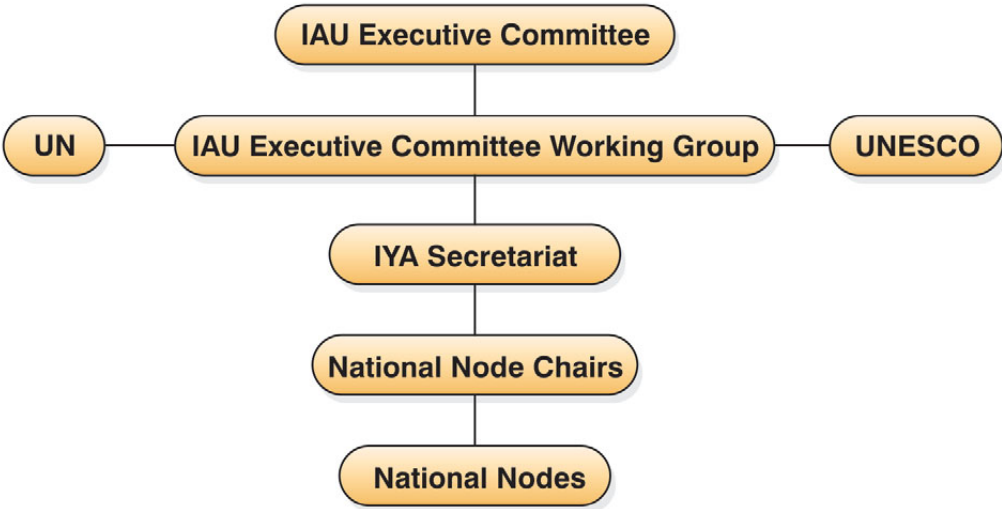 IAU Executive Committee
UN
IAU Executive Committee Working Group
UNESCO
IYA Secretariat
National Node Chairs
National Nodes